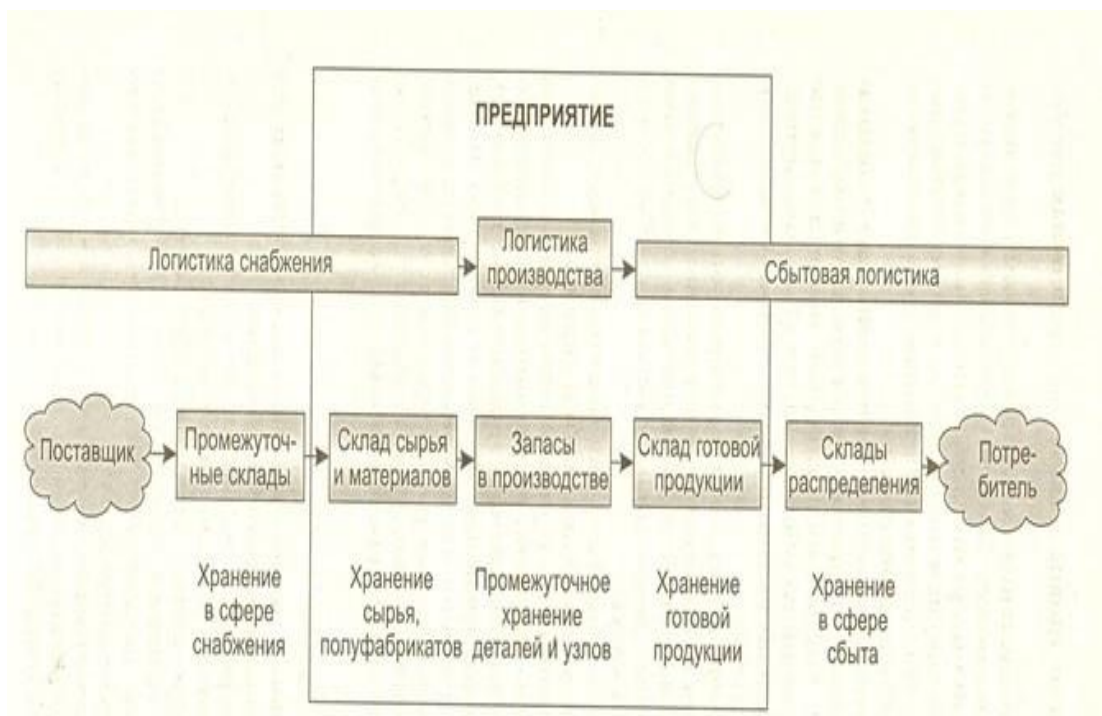 ПРЕДПРИЯТИЕ
Логистика снабжения
Логистика
производства
Сбытовая логистика
Поставщик
Промежуточ-
ные склады
Склад сырья
и материалов
Запасы
в производстве
Склад готовой
продукции
Склады
распределения
Потре-
битель
Хранение
в сфере
снабжения
Хранение
сырья,
полуфабрикатов
Промежуточное
хранение
деталей и узлов
Хранение
готовой
продукции
Хранение
в сфере
сбыта